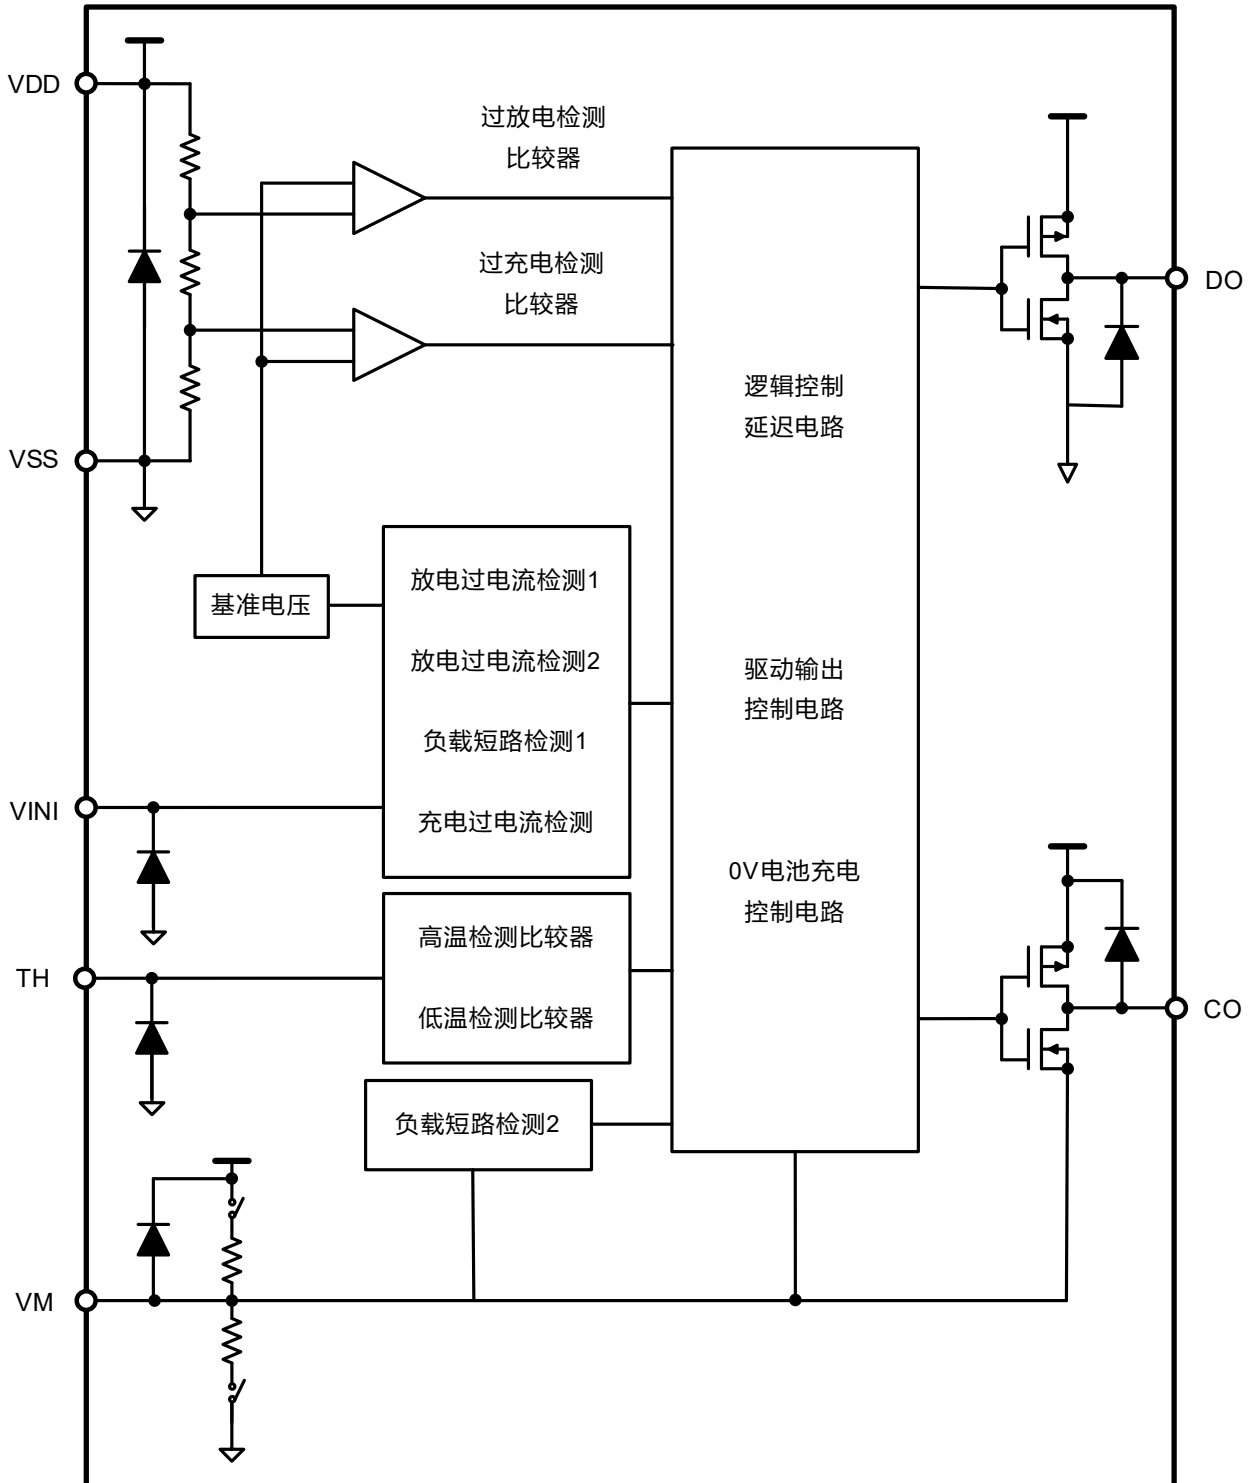 VDD
过放电检测
比较器
过充电检测
比较器
DO
逻辑控制
延迟电路
VSS
基准电压
放电过电流检测1
放电过电流检测2
负载短路检测1
充电过电流检测
驱动输出
控制电路
VINI
0V电池充电
控制电路
TH
高温检测比较器
低温检测比较器
CO
负载短路检测2
VM